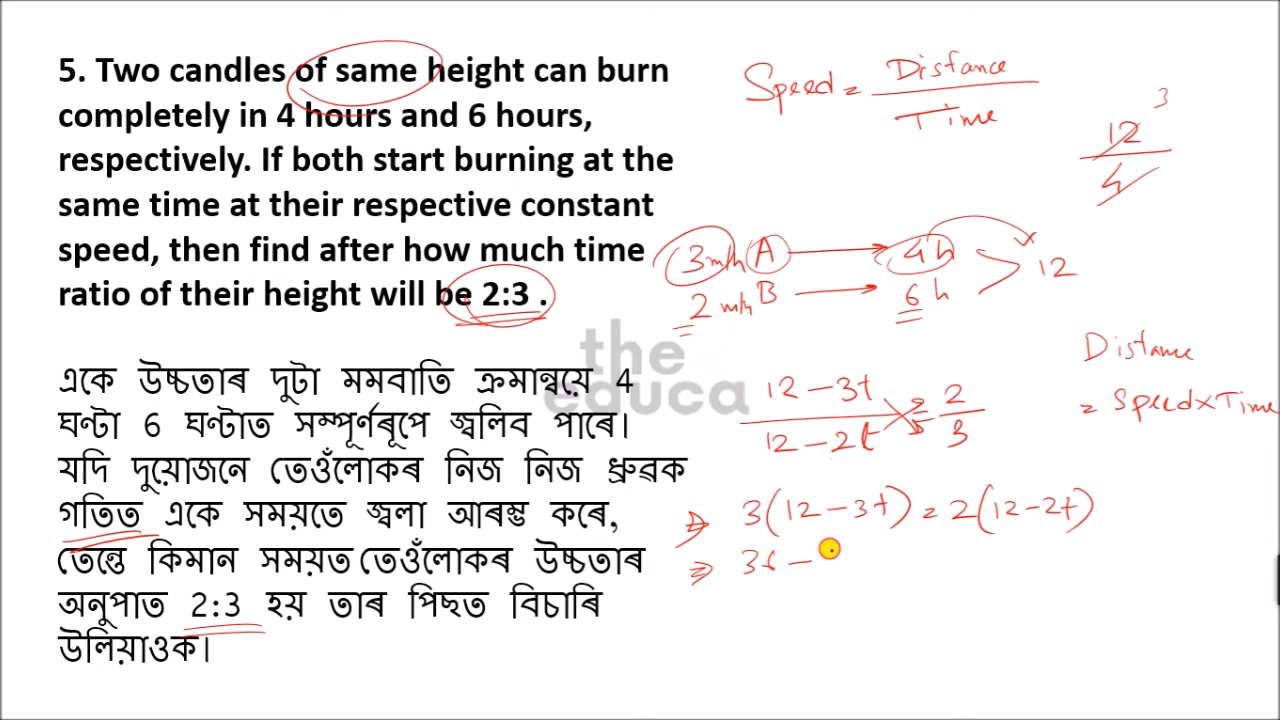 5. Two candles of same height can burn
completely in 4 hours and 6 hours,
respectively. If both start burning at the
same time at their respective constant
speed, then find after how much time
ratio of their height will be 2:3 .
একে উচ্চতাৰ দুটা মমবাতি ক্ৰমান্বয়ে 4
ঘণ্টা 6 ঘণ্টাত সম্পূৰ্ণৰূপে জ্বলিব পাৰে।
যদি দুয়োজনে তেওঁলোকৰ নিজ নিজ ধ্ৰুৱক
গতিত একে সময়তে জ্বলা আৰম্ভ কৰে,
তেন্তে কিমান সময়ত তেওঁলোকৰ উচ্চতাৰ
অনুপাত 2:3 হয় তাৰ পিছত বিচাৰি
উলিয়াওক।
the
educa
Speed = Distance
Time
3
12
4
3 m/h A 4h
12
2 m/h B 6 h
Distance
= Speed×Time
12 - 3t = 2
12 - 2t 3
⇒ 3(12-3t) = 2(12-2t)
⇒ 36 -